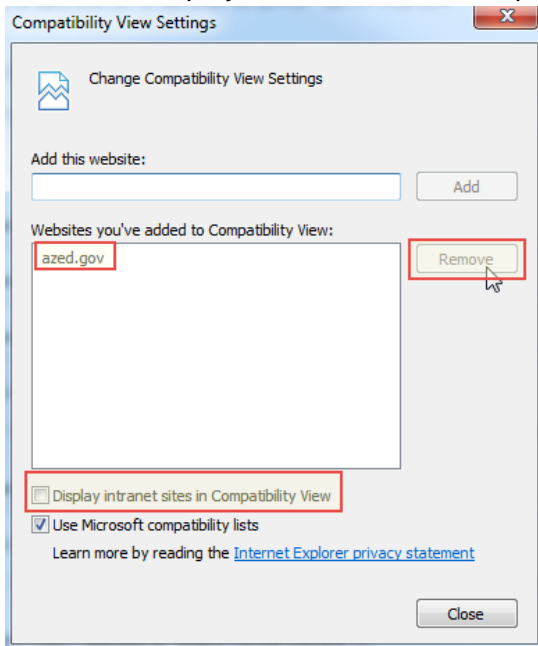 Compatibility View Settings
x
Change Compatibility View Settings
Add this website:
Add
Websites you've added to Compatibility View:
azed.gov
Remove
Display intranet sites in Compatibility View
Use Microsoft compatibility lists
Learn more by reading the Internet Explorer privacy statement
Close